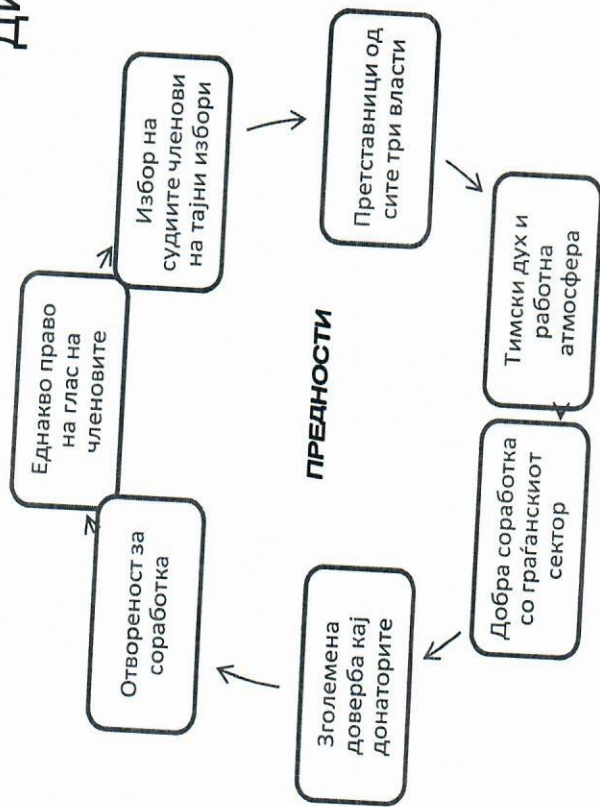 Ди
Еднакво право
на глас на
членовите
Избор на
судиите членови
на тајни избори
Претставници од
сите три власти
Тимски дух и
работна
атмосфера
Добра соработка
со граѓанскиот
сектор
Зголемена
доверба кај
донаторите
Отвореност за
соработка
ПРЕДНОСТИ